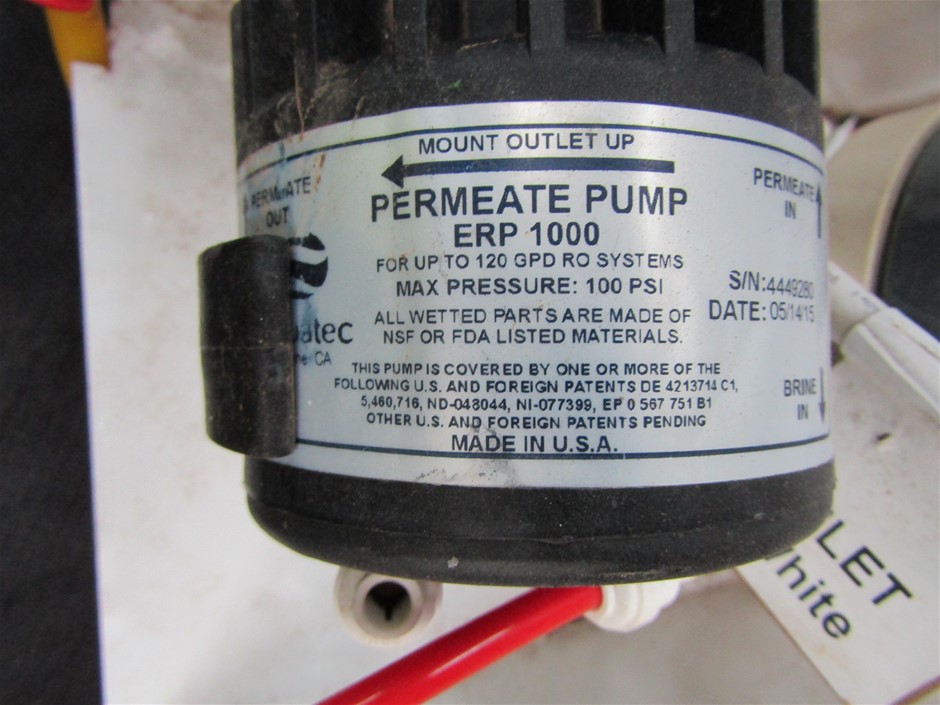 MOUNT OUTLET UP
PERMEATE
OUT
PERMEATE PUMP
ERP 1000
FOR UP TO 120 GPD RO SYSTEMS
MAX PRESSURE: 100 PSI
ALL WETTED PARTS ARE MADE OF
NSF OR FDA LISTED MATERIALS.
THIS PUMP IS COVERED BY ONE OR MORE OF THE
FOLLOWING U.S. AND FOREIGN PATENTS DE 4213714 C1,
5,460,716, ND-048044, NI-077399, EP 0 567 751 B1
OTHER U.S. AND FOREIGN PATENTS PENDING
MADE IN U.S.A.
PERMEATE
IN
S/N:4449280
DATE: 05/14/15
BRINE
IN
CA
LET
hite